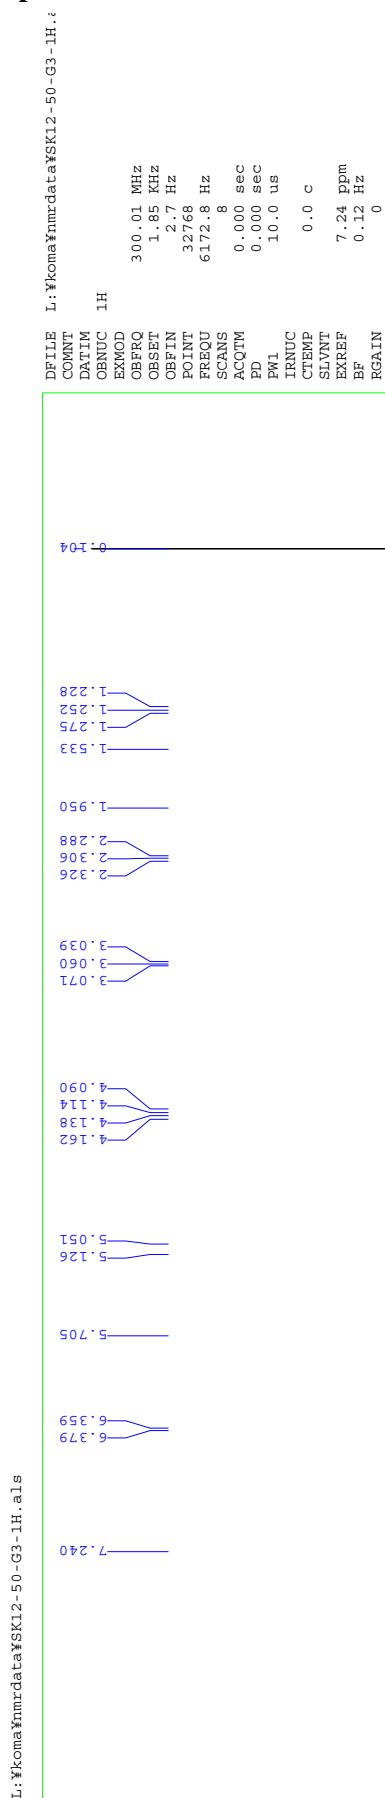 L:¥koma¥nmrdata¥SK12-50-G3-1H.als
DFILE L:¥koma¥nmrdata¥SK12-50-G3-1H.a
COMNT
DATIM
OBNUC 1H
EXMOD
OBFRQ 300.01 MHz
OBSET 1.85 KHz
OBFIN 2.7 Hz
POINT 32768
FREQU 6172.8 Hz
SCANS 8
ACQTM 0.000 sec
PD 0.000 sec
PW1 10.0 us
IRNUC
CTEMP 0.0 c
SLVNT
EXREF 7.24 ppm
BF 0.12 Hz
RGAIN 0
0.104
1.228
1.252
1.275
1.533
1.950
2.288
2.306
2.326
3.039
3.060
3.071
4.090
4.114
4.138
4.162
5.051
5.126
5.705
6.359
6.379
7.240